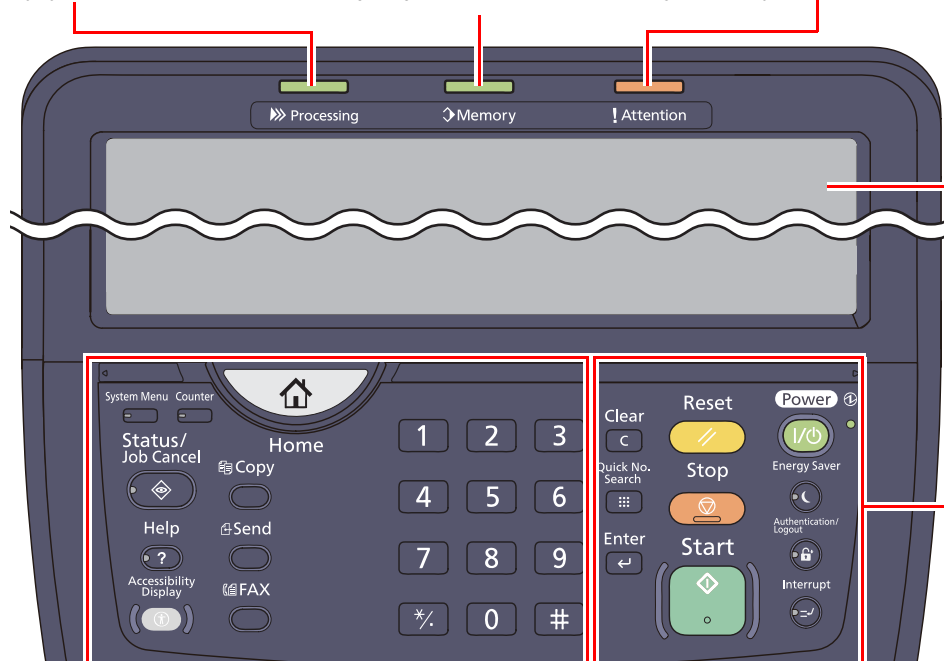 Processing
Memory
! Attention
System Menu
Counter
Status/
Job Cancel
Home
Copy
Help
?
Send
Accessibility
Display
FAX
1 2 3
4 5 6
7 8 9
*/. 0 #
Clear
C
Quick No.
Search
Enter
Reset
Stop
Start
Power
Energy Saver
Authentication/
Logout
Interrupt